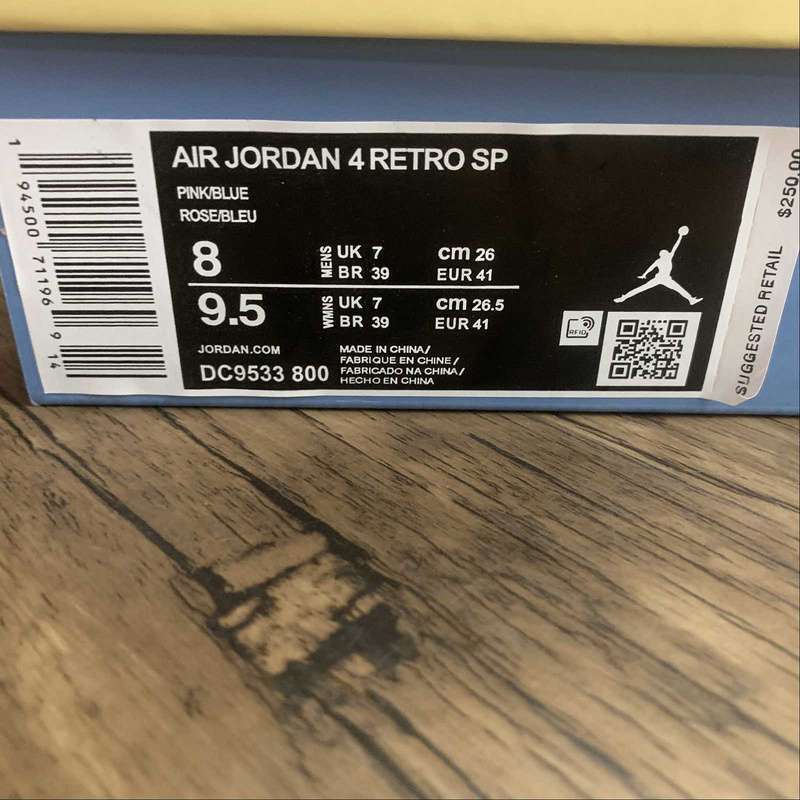 AIR JORDAN 4 RETRO SP
PINK/BLUE
ROSE/BLEU
8
MENS
UK 7
BR 39
cm 26
EUR 41
9.5
WMNS
UK 7
BR 39
cm 26.5
EUR 41
JORDAN.COM
DC9533 800
MADE IN CHINA/
FABRIQUE EN CHINE/
FABRICADO NA CHINA/
HECHO EN CHINA
RFID
1 94500 71196 9 14
SUGGESTED RETAIL $250.00